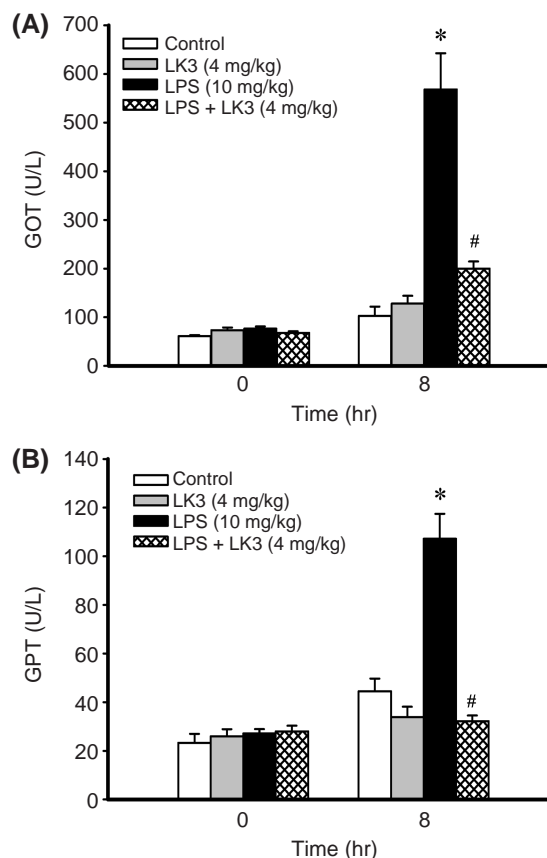 (A)
700
600
500
400
300
200
100
0
GOT (U/L)
Control
LK3 (4 mg/kg)
LPS (10 mg/kg)
LPS + LK3 (4 mg/kg)
*
#
0 8
Time (hr)
(B)
140
120
100
80
60
40
20
0
GPT (U/L)
Control
LK3 (4 mg/kg)
LPS (10 mg/kg)
LPS + LK3 (4 mg/kg)
*
#
0 8
Time (hr)